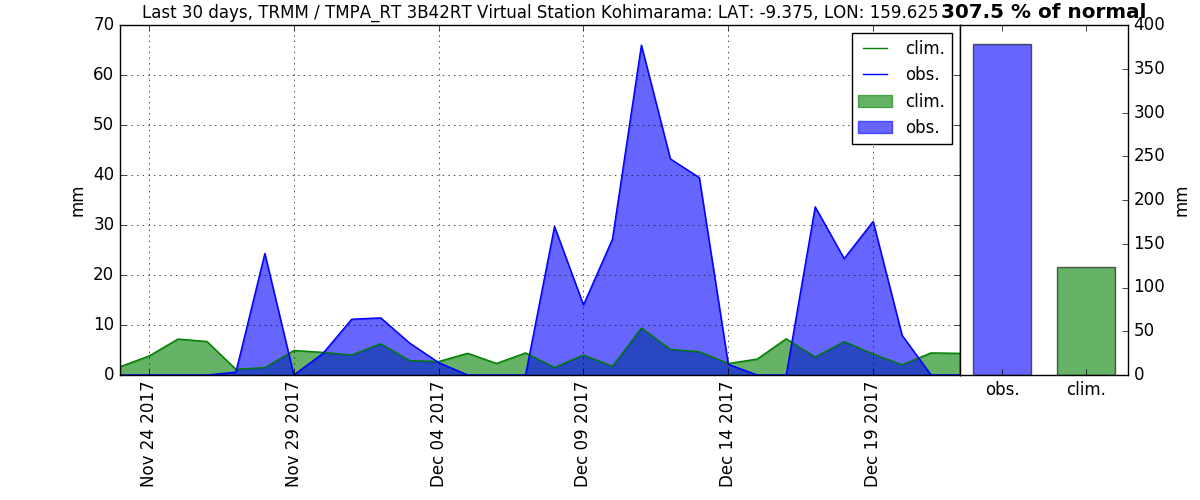 Last 30 days, TRMM / TMPA_RT 3B42RT Virtual Station Kohimarama: LAT: -9.375, LON: 159.625
307.5 % of normal
70
60
50
40
30
20
10
0
mm
clim.
obs.
clim.
obs.
Nov 24 2017
Nov 29 2017
Dec 04 2017
Dec 09 2017
Dec 14 2017
Dec 19 2017
400
350
300
250
200
150
100
50
0
mm
obs.
clim.